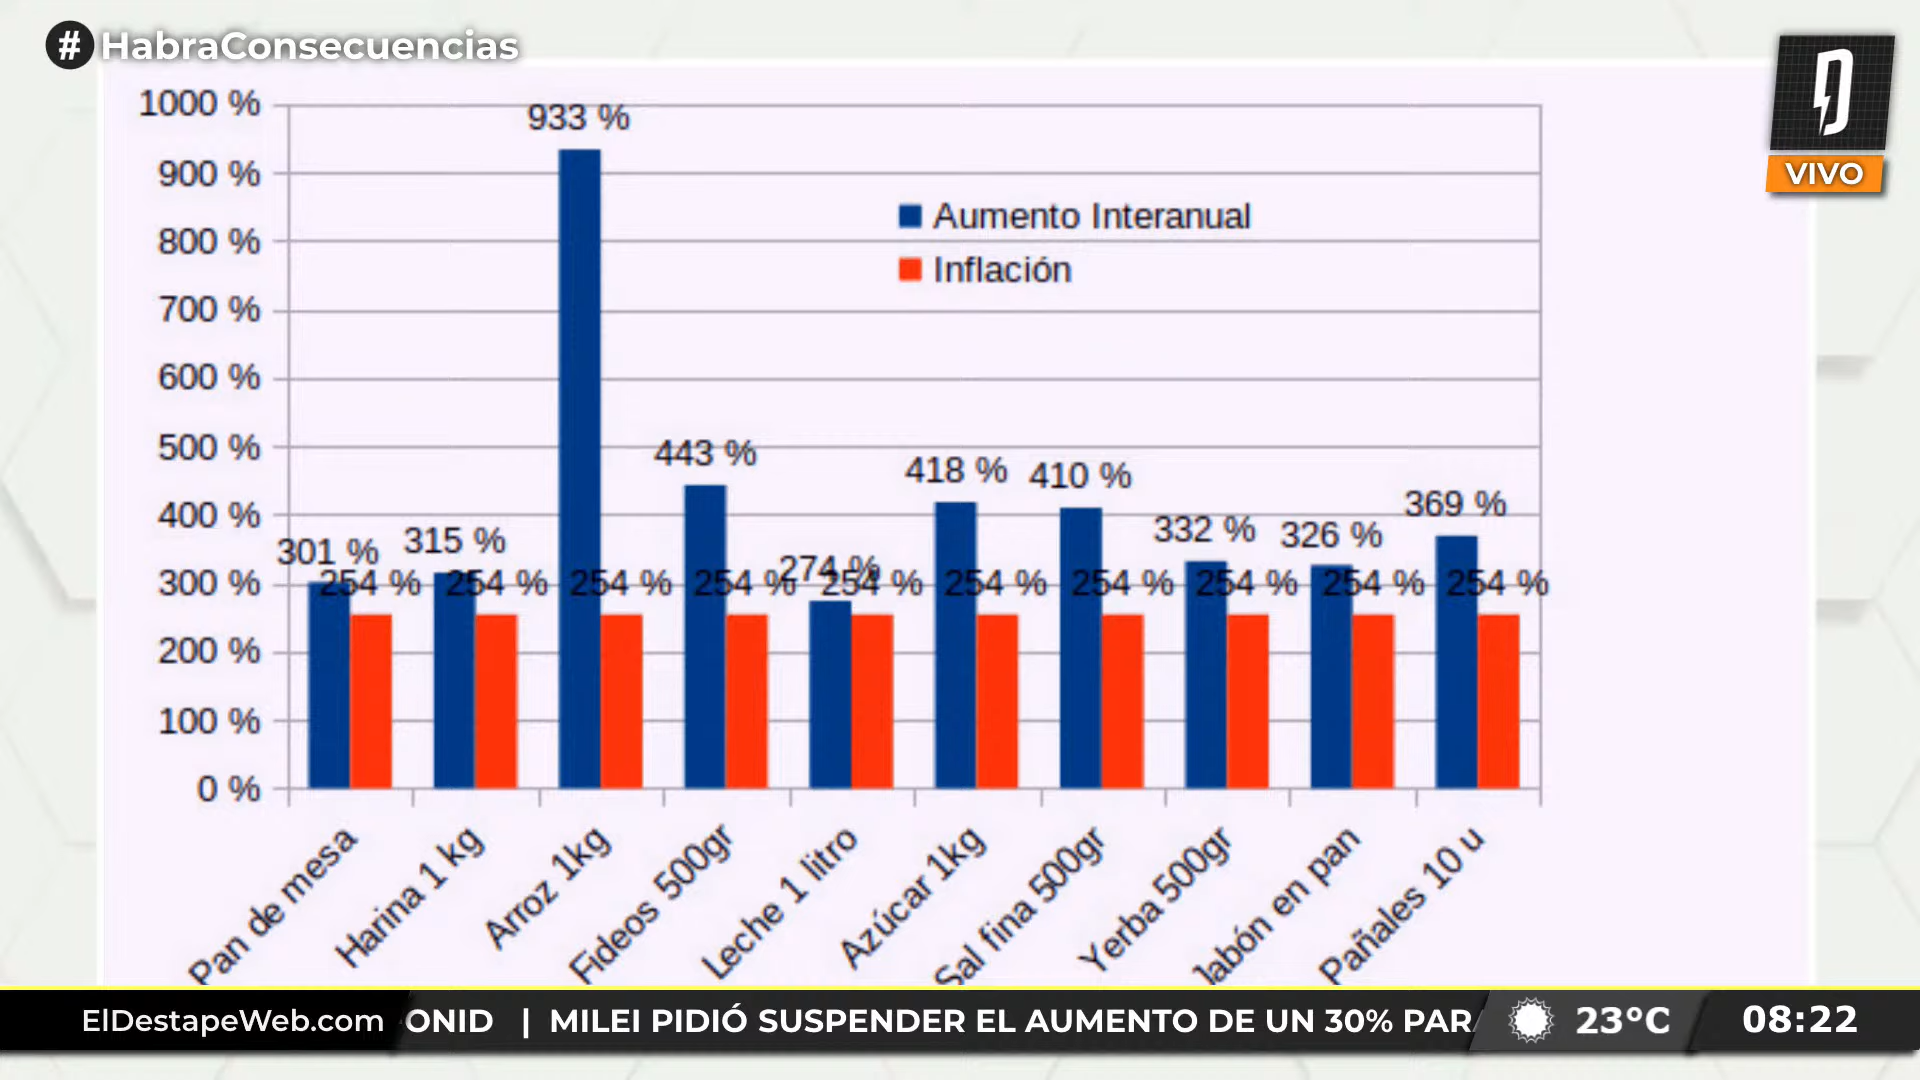 #HabraConsecuencias
VIVO
1000 %
900 %
800 %
700 %
600 %
500 %
400 %
300 %
200 %
100 %
0 %
Aumento Interanual
Inflación
301 %
254 %
315 %
254 %
933 %
254 %
443 %
254 %
274 %
254 %
418 %
254 %
410 %
254 %
332 %
254 %
326 %
254 %
369 %
254 %
Pan de mesa
Harina 1 kg
Arroz 1kg
Fideos 500gr
Leche 1 litro
Azúcar 1kg
Sal fina 500gr
Yerba 500gr
Jabón en pan
Pañales 10 u
ElDestapeWeb.com
ONID | MILEI PIDIÓ SUSPENDER EL AUMENTO DE UN 30% PAR
23°C
08:22